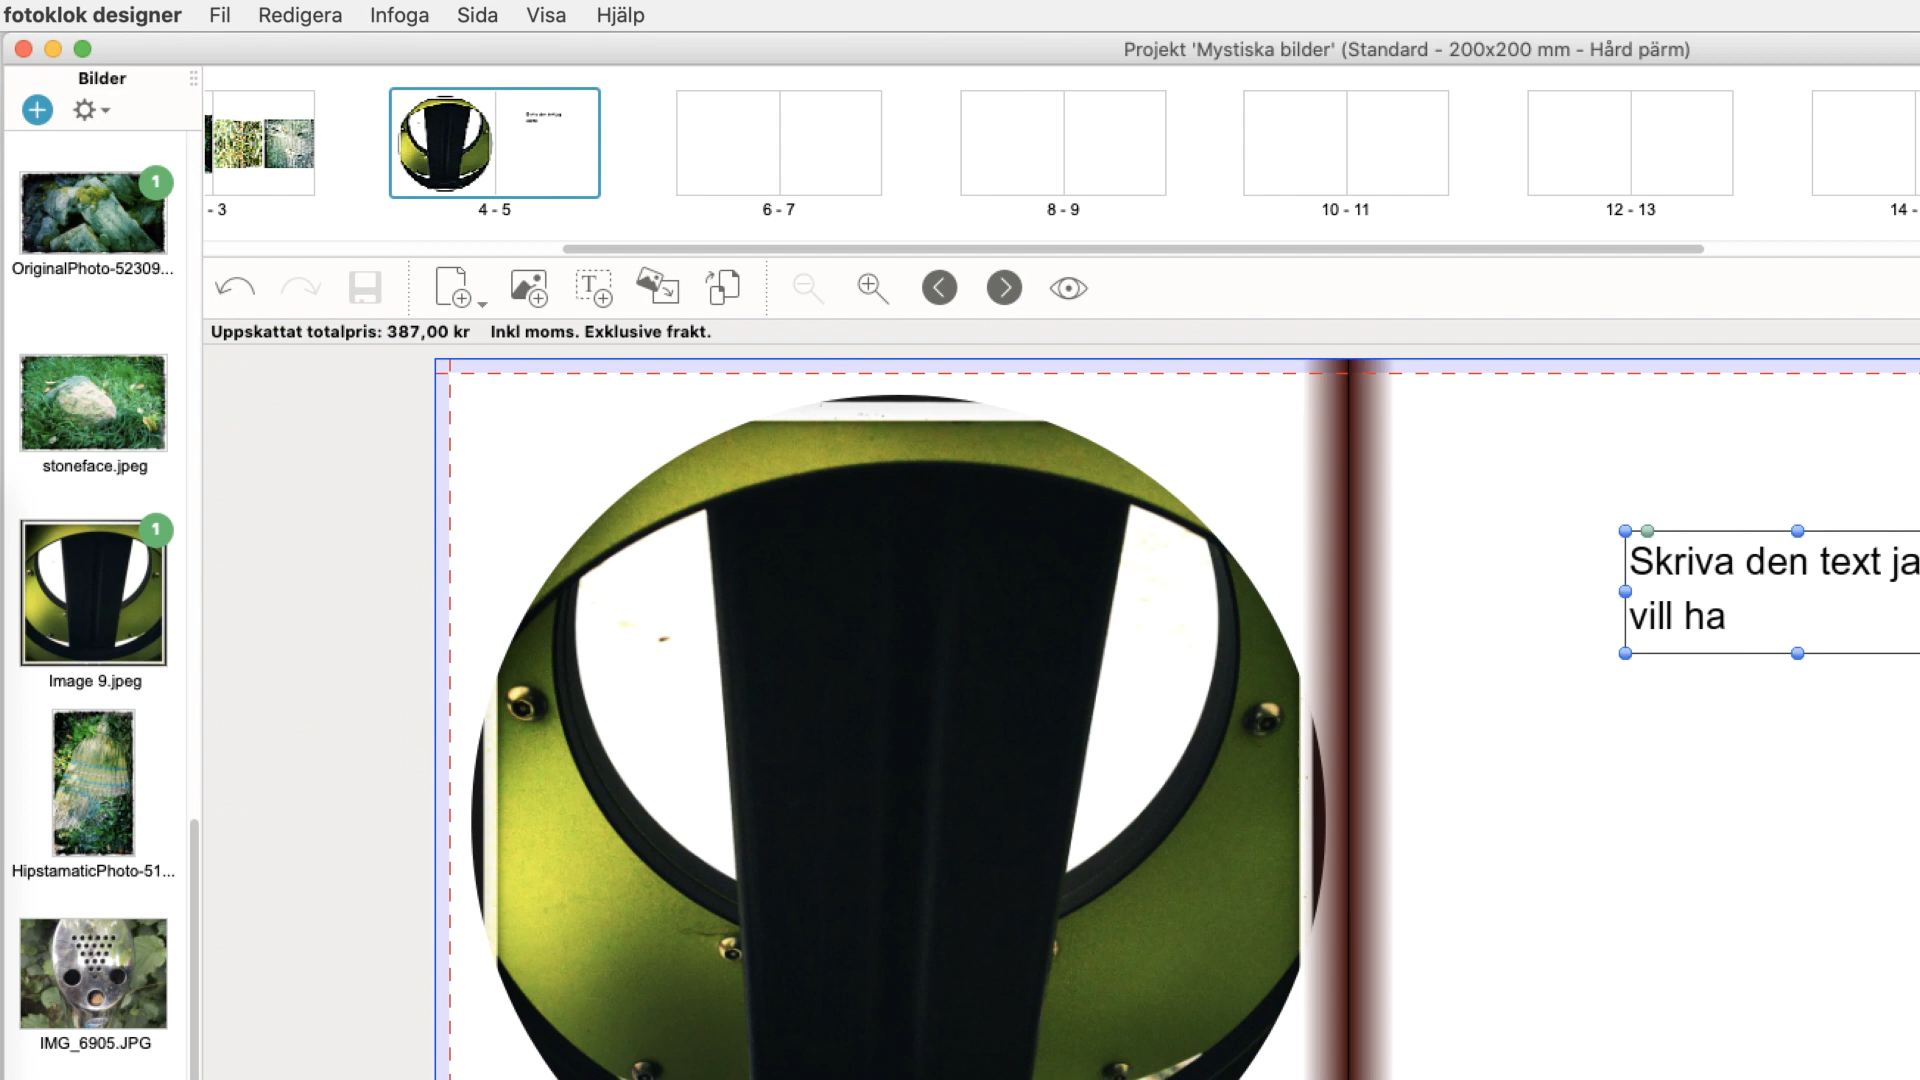 fotoklok designer Fil Redigera Infoga Sida Visa Hjälp
Projekt 'Mystiska bilder' (Standard - 200x200 mm - Hård pärm)
Bilder
- 3
4 - 5
6 - 7
8 - 9
10 - 11
12 - 13
14 -
1
OriginalPhoto-52309...
Uppskattat totalpris: 387,00 kr Inkl moms. Exklusive frakt.
stoneface.jpeg
1
Image 9.jpeg
Skriva den text ja
vill ha
HipstamaticPhoto-51...
IMG_6905.JPG